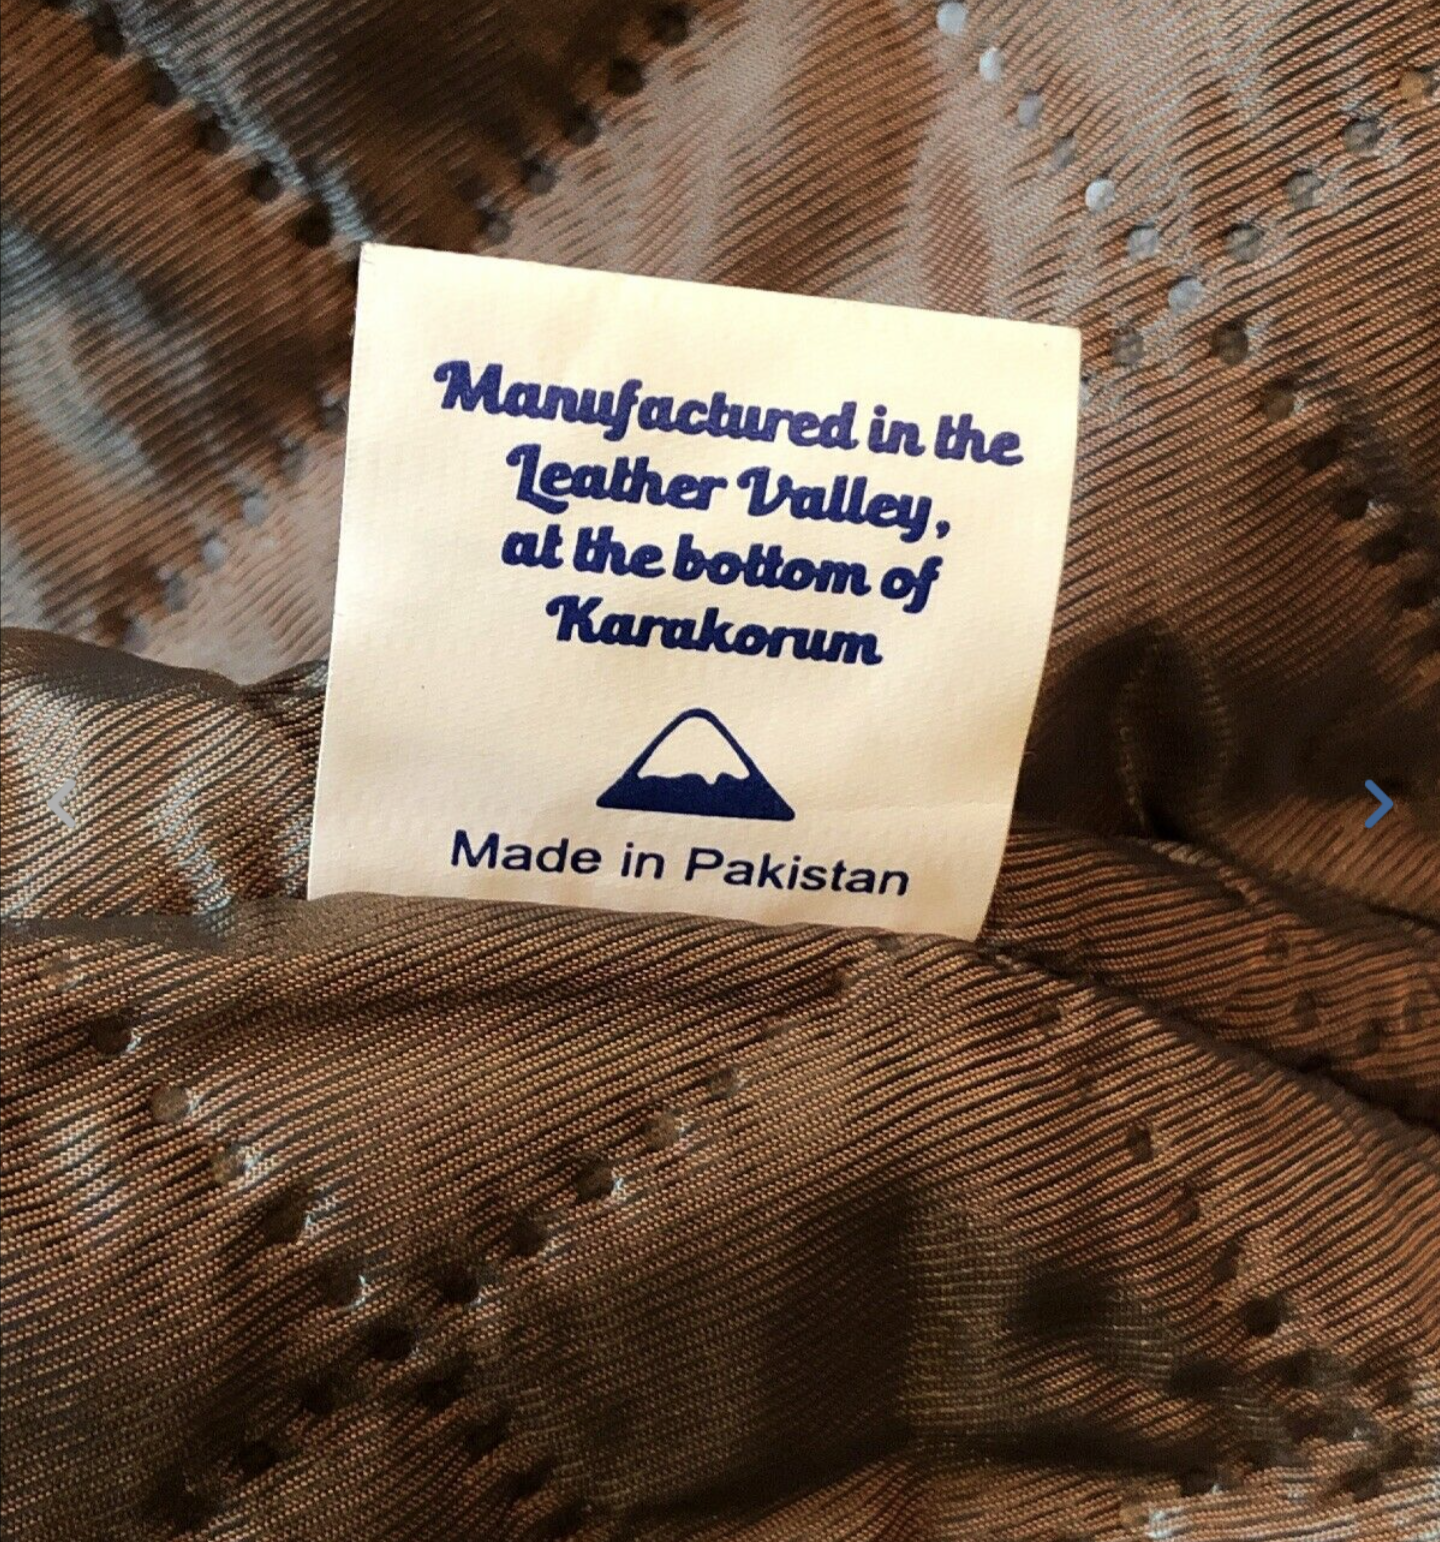 Manufactured in the
Leather Valley,
at the bottom of
Karakorum
Made in Pakistan